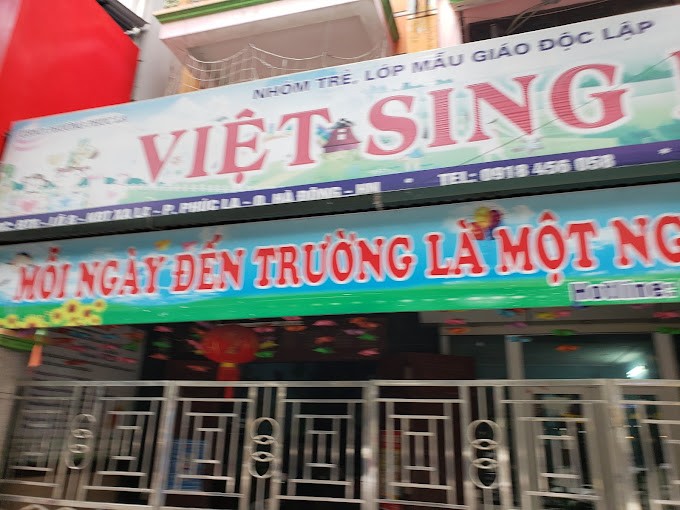 NHÓM TRẺ, LỚP MẪU GIÁO ĐỘC LẬP
VIỆT SING
P. PHÚC LA - Q. HÀ ĐÔNG - HN
TEL: 0918 456 058
MỖI NGÀY ĐẾN TRƯỜNG LÀ MỘT NG
Hotline: